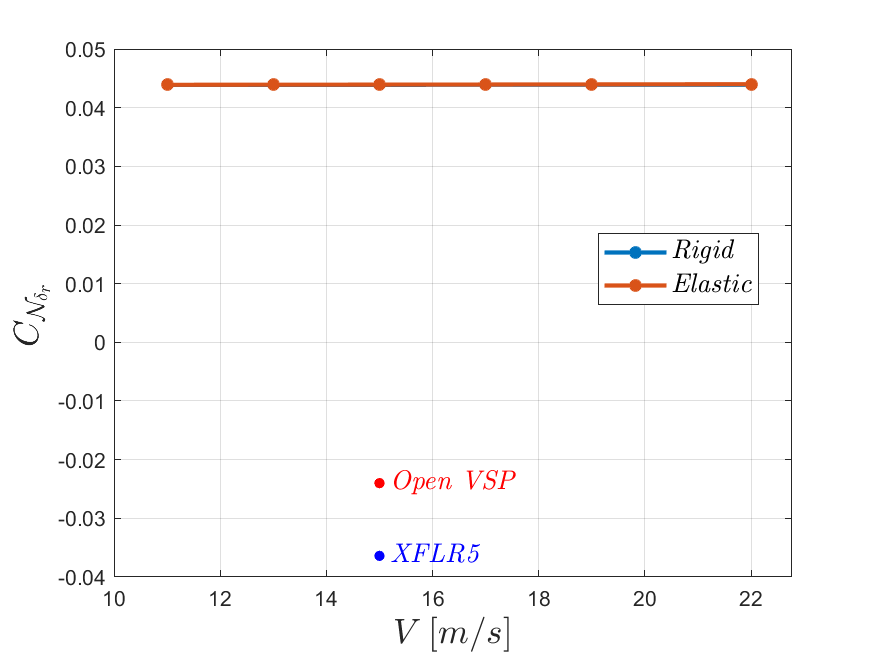 0.05
0.04
0.03
0.02
0.01
0
-0.01
-0.02
-0.03
-0.04
10 12 14 16 18 20 22
V [m/s]
C_{𝒩_{δ_r}}
Rigid
Elastic
Open VSP
XFLR5